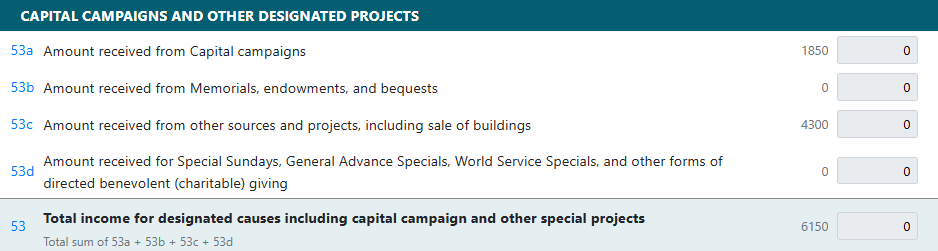 CAPITAL CAMPAIGNS AND OTHER DESIGNATED PROJECTS
53a Amount received from Capital campaigns 1850 0
53b Amount received from Memorials, endowments, and bequests 0 0
53c Amount received from other sources and projects, including sale of buildings 4300 0
53d Amount received for Special Sundays, General Advance Specials, World Service Specials, and other forms of
directed benevolent (charitable) giving 0 0
53 Total income for designated causes including capital campaign and other special projects 6150 0
Total sum of 53a + 53b + 53c + 53d